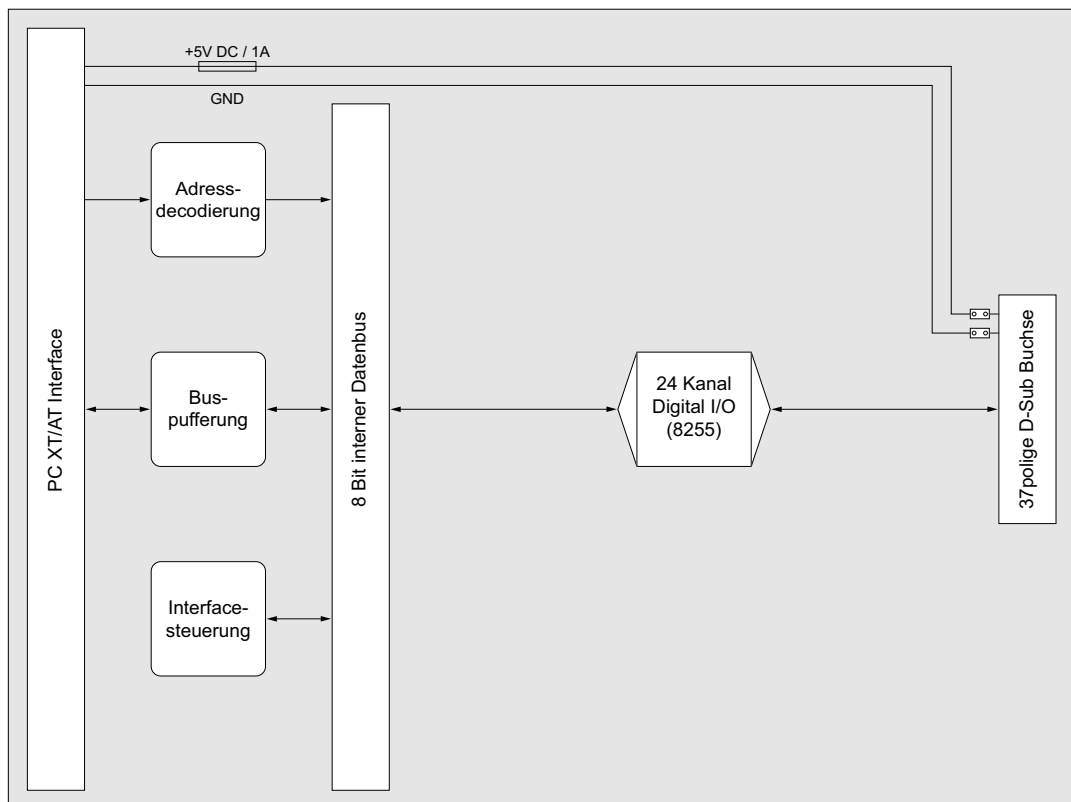 +5V DC / 1A
GND
PC XT/AT Interface
Adress-
decodierung
Bus-
pufferung
Interface-
steuerung
8 Bit interner Datenbus
24 Kanal
Digital I/O
(8255)
37polige D-Sub Buchse